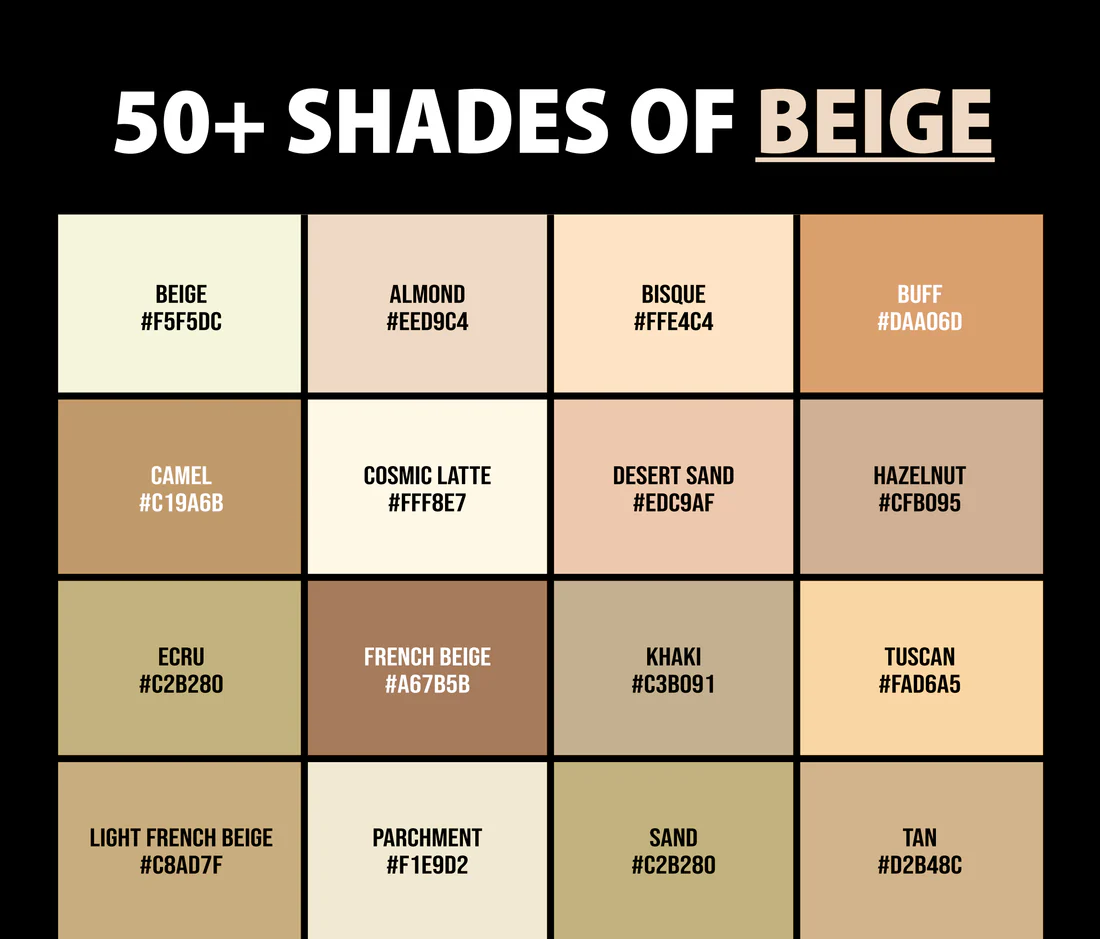 50+ SHADES OF BEIGE
BEIGE
#F5F5DC
ALMOND
#EED9C4
BISQUE
#FFE4C4
BUFF
#DAA06D
CAMEL
#C19A6B
COSMIC LATTE
#FFF8E7
DESERT SAND
#EDC9AF
HAZELNUT
#CFB095
ECRU
#C2B280
FRENCH BEIGE
#A67B5B
KHAKI
#C3B091
TUSCAN
#FAD6A5
LIGHT FRENCH BEIGE
#C8AD7F
PARCHMENT
#F1E9D2
SAND
#C2B280
TAN
#D2B48C